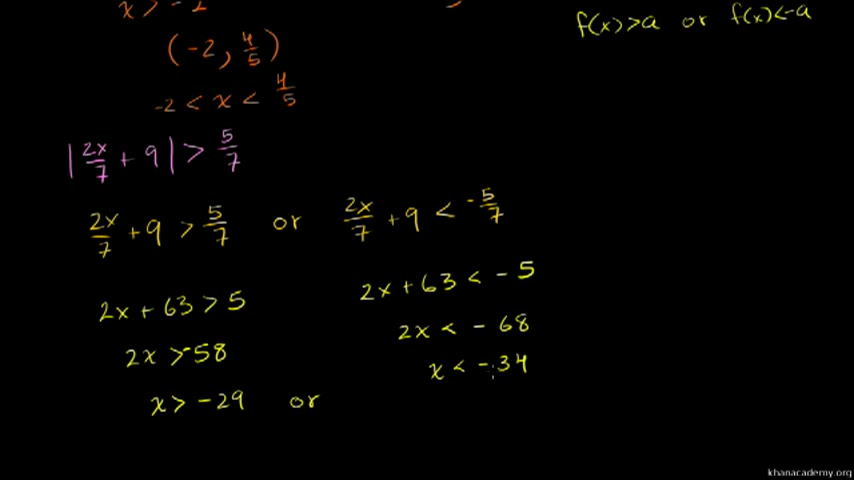 x > -2
f(x)>a or f(x)<-a
(-2, 4/5)
-2 < x < 4/5
|2x/7 + 9| > 5/7
2x/7 + 9 > 5/7 or 2x/7 + 9 < -5/7
2x + 63 > 5
2x + 63 < - 5
2x > -58
2x < - 68
x > -29 or
x < -34
khanacademy.org